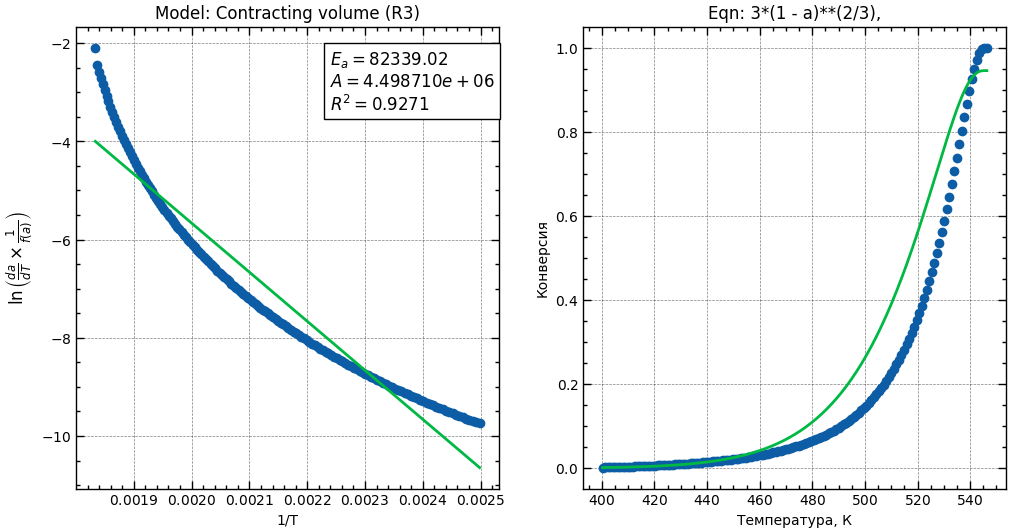 Model: Contracting volume (R3)
−2
−4
−6
−8
−10
ln(da/dT × 1/f(a))
E_a = 82339.02
A = 4.498710e + 06
R^2 = 0.9271
0.0019 0.0020 0.0021 0.0022 0.0023 0.0024 0.0025
1/T
Eqn: 3*(1 - a)**(2/3),
1.0
0.8
0.6
0.4
0.2
0.0
Конверсия
400 420 440 460 480 500 520 540
Температура, К